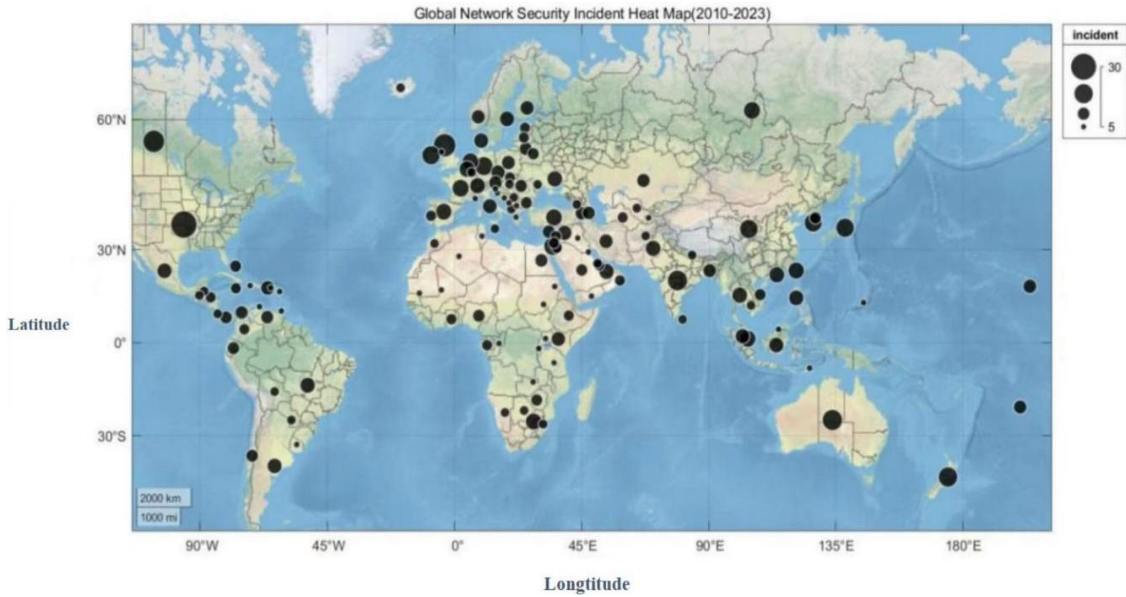 Global Network Security Incident Heat Map(2010-2023)
incident
30
5
60°N
30°N
Latitude
0°
30°S
2000 km
1000 mi
90°W
45°W
0°
45°E
90°E
135°E
180°E
Longtitude